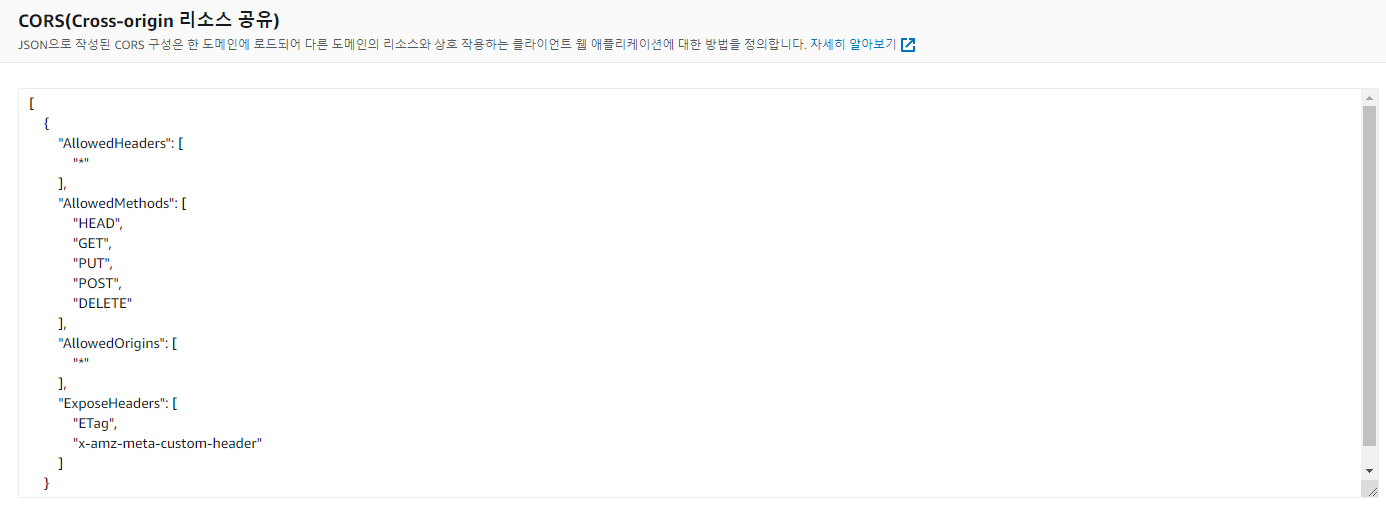 CORS(Cross-origin 리소스 공유)
JSON으로 작성된 CORS 구성은 한 도메인에 로드되어 다른 도메인의 리소스와 상호 작용하는 클라이언트 웹 애플리케이션에 대한 방법을 정의합니다. 자세히 알아보기
[
{
"AllowedHeaders": [
"*"
],
"AllowedMethods": [
"HEAD",
"GET",
"PUT",
"POST",
"DELETE"
],
"AllowedOrigins": [
"*"
],
"ExposeHeaders": [
"ETag",
"x-amz-meta-custom-header"
]
}